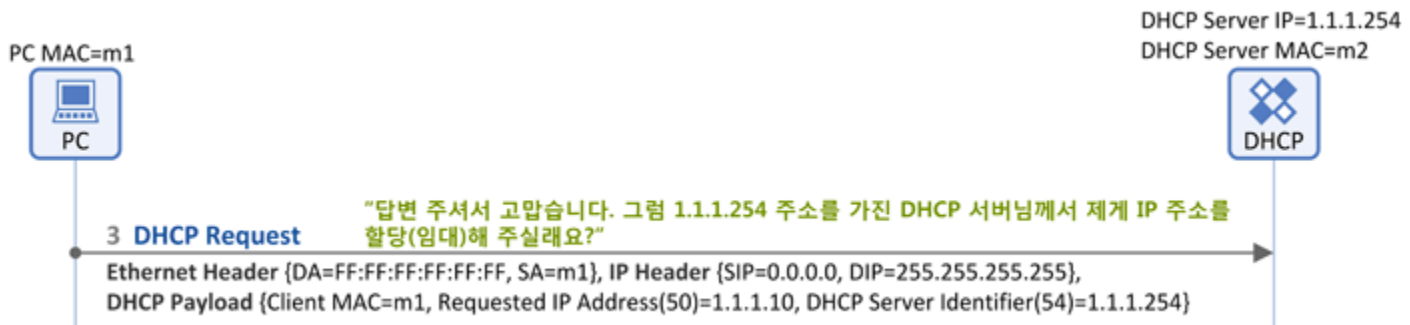 DHCP Server IP=1.1.1.254
PC MAC=m1
DHCP Server MAC=m2
PC
DHCP
"답변 주셔서 고맙습니다. 그럼 1.1.1.254 주소를 가진 DHCP 서버님께서 제게 IP 주소를
3 DHCP Request
할당(임대)해 주실래요?"
Ethernet Header {DA=FF:FF:FF:FF:FF:FF, SA=m1}, IP Header {SIP=0.0.0.0, DIP=255.255.255.255},
DHCP Payload {Client MAC=m1, Requested IP Address(50)=1.1.1.10, DHCP Server Identifier(54)=1.1.1.254}